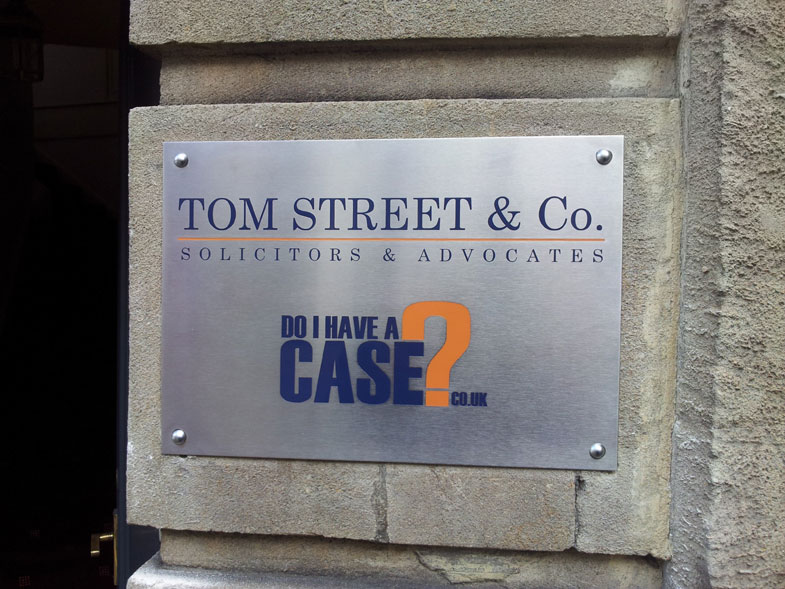 TOM STREET & Co.
SOLICITORS & ADVOCATES
DO I HAVE A
CASE?
.CO.UK